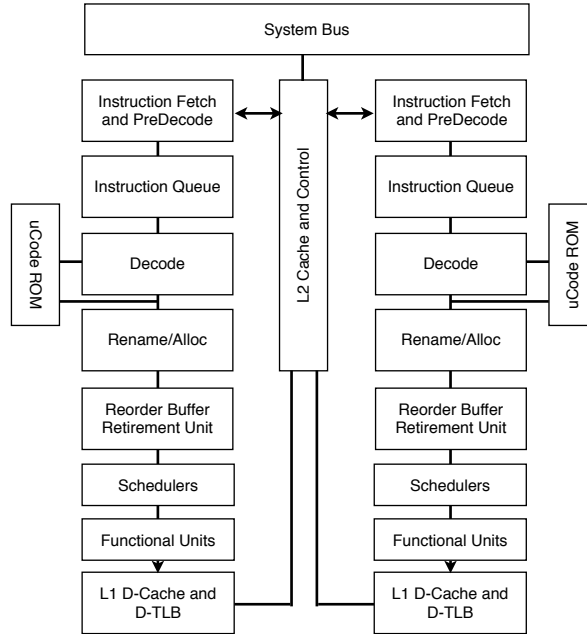 System Bus
Instruction Fetch
and PreDecode
Instruction Queue
uCode ROM
Decode
Rename/Alloc
Reorder Buffer
Retirement Unit
Schedulers
Functional Units
L1 D-Cache and
D-TLB
L2 Cache and Control
Instruction Fetch
and PreDecode
Instruction Queue
Decode
uCode ROM
Rename/Alloc
Reorder Buffer
Retirement Unit
Schedulers
Functional Units
L1 D-Cache and
D-TLB